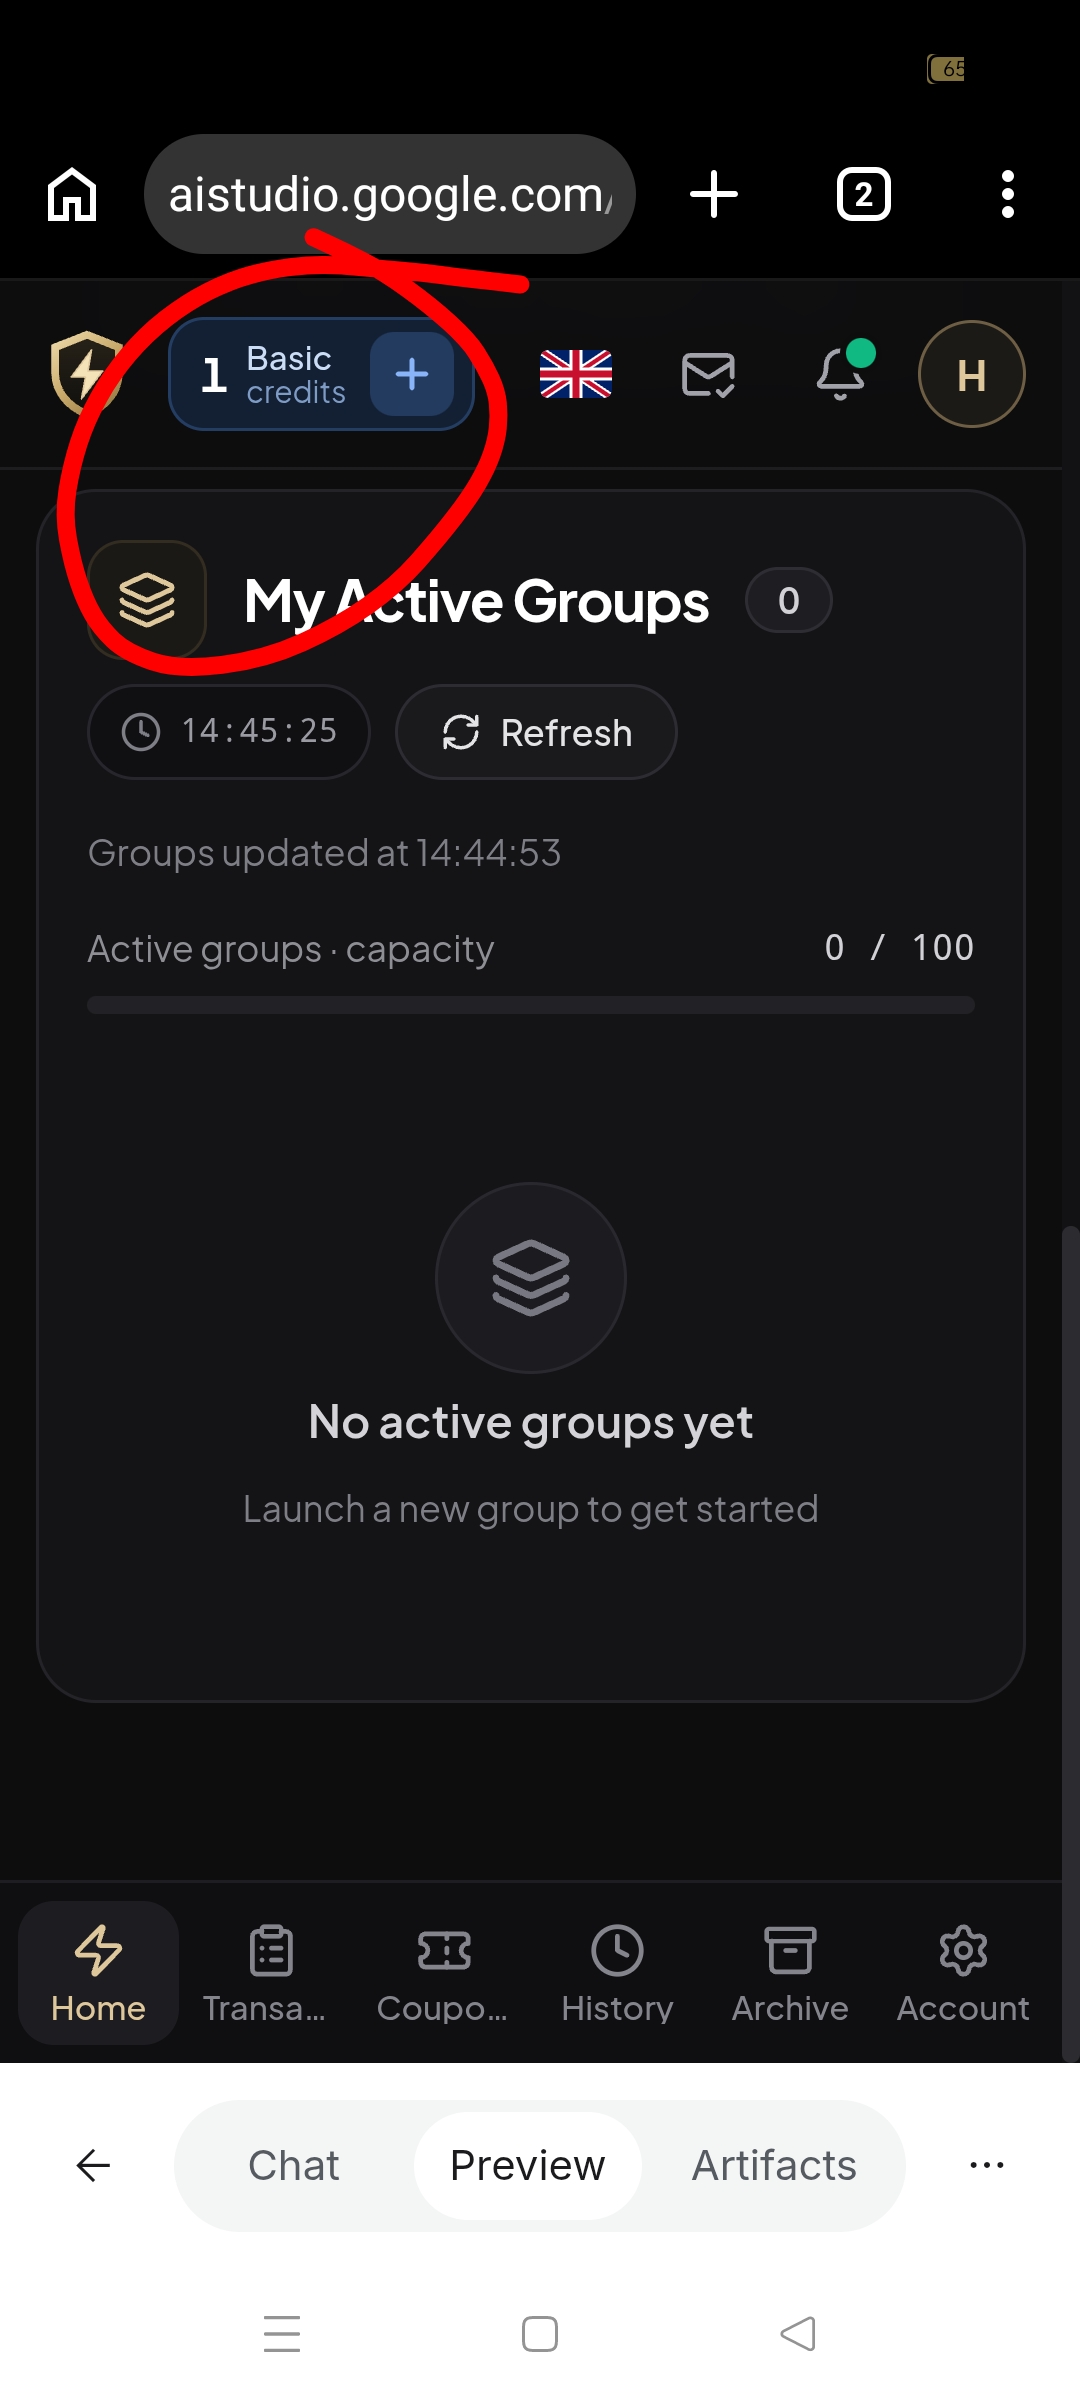 65
aistudio.google.com/
2
1 Basic credits +
H
My Active Groups 0
14:45:25 Refresh
Groups updated at 14:44:53
Active groups · capacity 0 / 100
No active groups yet
Launch a new group to get started
Home Transa... Coupo... History Archive Account
Chat Preview Artifacts